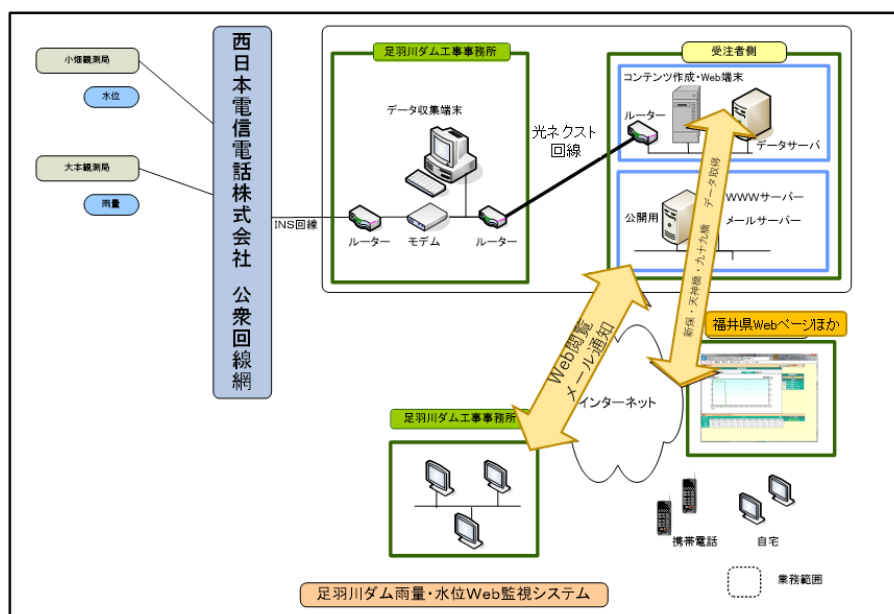 小畑観測局
水位
大本観測局
雨量
西日本電信電話株式会社 公衆回線網
INS回線
足羽川ダム工事事務所
データ収集端末
ルーター
モデム
ルーター
光ネクスト
回線
受注者側
コンテンツ作成・Web端末
ルーター
データサーバ
公開用
WWWサーバー
メールサーバー
新保・天神橋・九十九橋 データ取得
Web閲覧
メール通知
インターネット
福井県Webページほか
足羽川ダム工事事務所
携帯電話
自宅
業務範囲
足羽川ダム雨量・水位Web監視システム